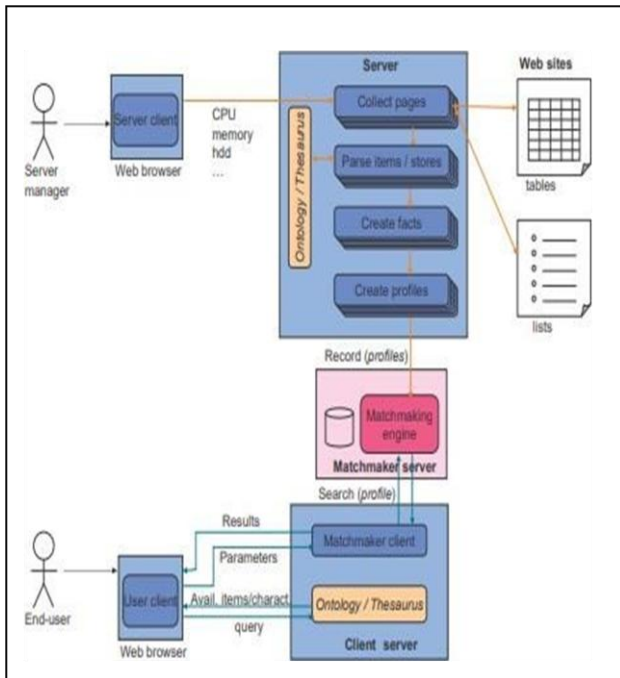 Server
Web sites
Collect pages
Server client
CPU
memory
hdd
...
Web browser
Server
manager
Ontology / Thesaurus
Parse items / stores
tables
Create facts
Create profiles
lists
Record (profiles)
Matchmaking
engine
Matchmaker server
Search (profile)
Results
Matchmaker client
Parameters
User client
Avail. items/charact.
Ontology / Thesaurus
End-user
query
Web browser
Client server